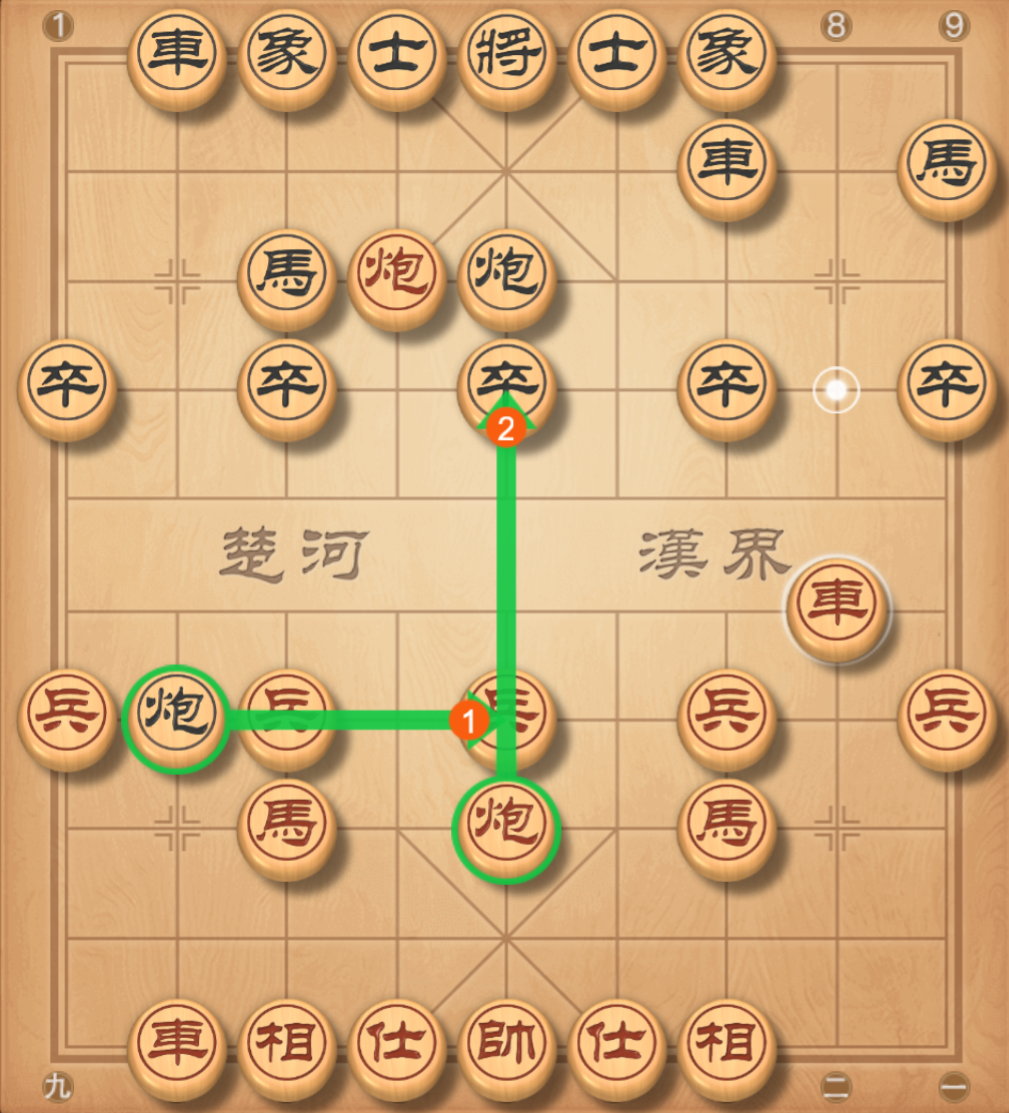 1 8 9
車 象 士 將 士 象
車 馬
馬 炮 炮
卒 卒 卒 卒 卒
2
楚河 漢界
車
兵 炮 兵 1 兵 兵 兵
馬 炮 馬
車 相 仕 帥 仕 相
九 二 一